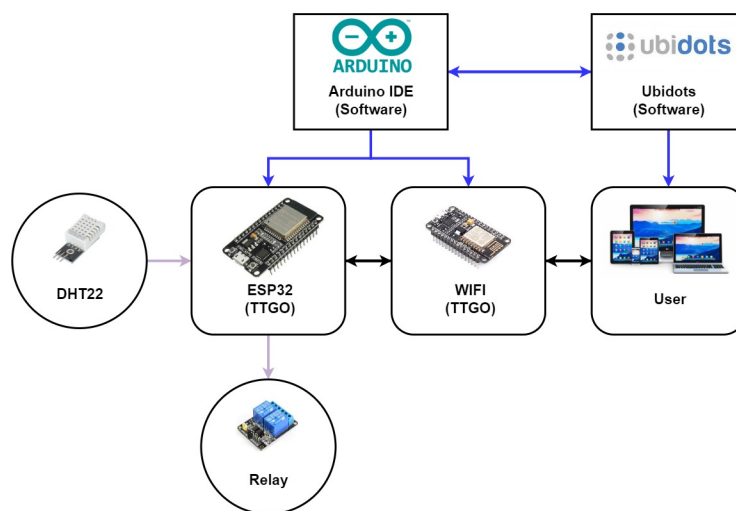 ARDUINO
Arduino IDE
(Software)
ubidots
Ubidots
(Software)
DHT22
ESP32
(TTGO)
WIFI
(TTGO)
User
Relay